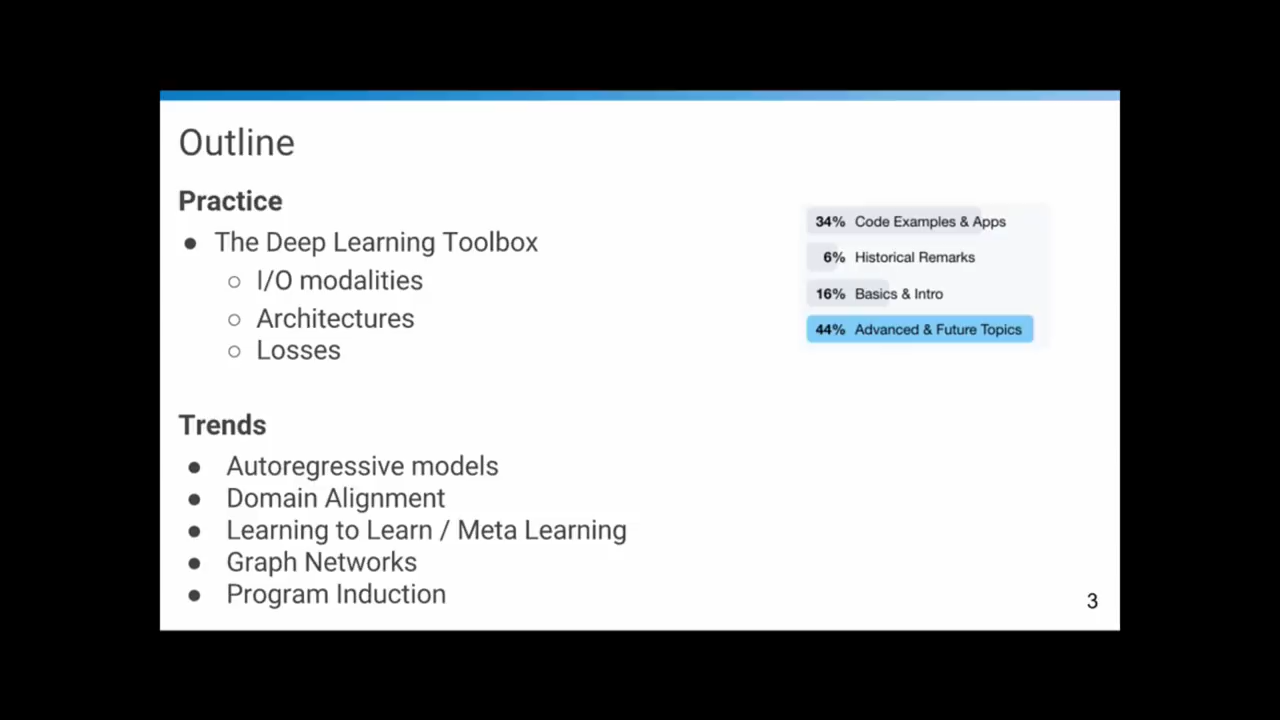 Outline
Practice
● The Deep Learning Toolbox
○ I/O modalities
○ Architectures
○ Losses
34% Code Examples & Apps
6% Historical Remarks
16% Basics & Intro
44% Advanced & Future Topics
Trends
● Autoregressive models
● Domain Alignment
● Learning to Learn / Meta Learning
● Graph Networks
● Program Induction
3